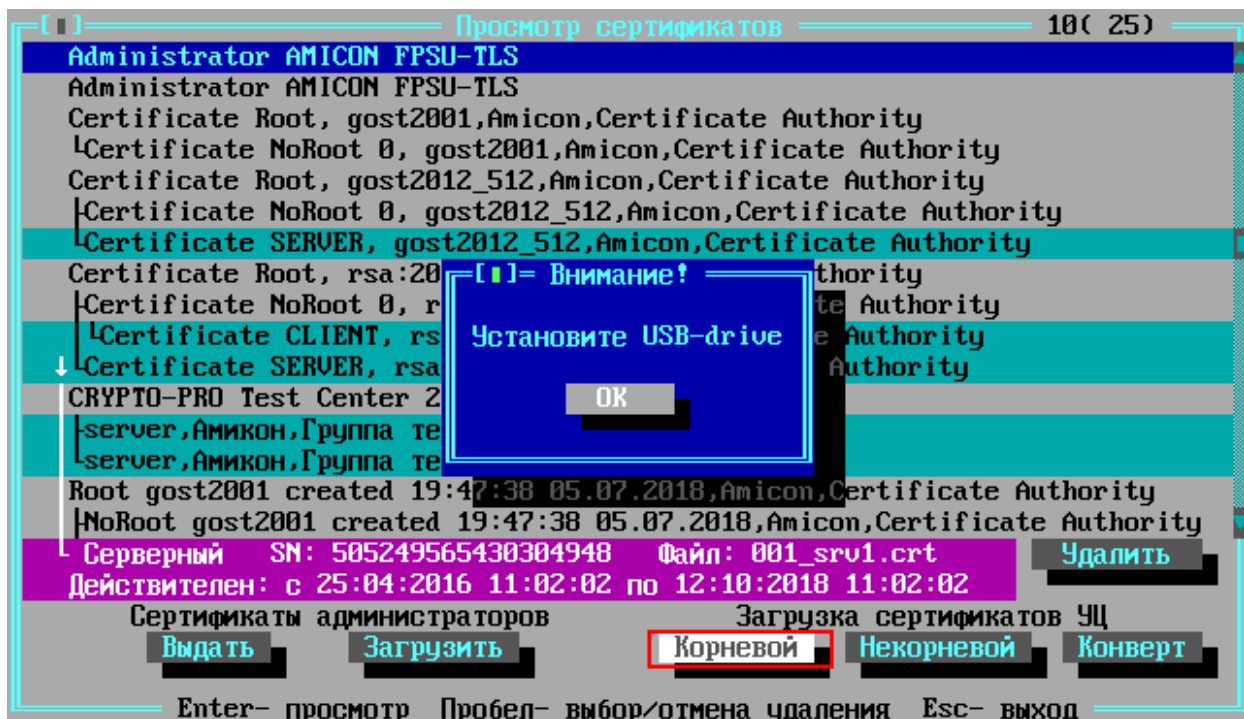 [ ] Просмотр сертификатов 10( 25)
Administrator AMICON FPSU-TLS
Administrator AMICON FPSU-TLS
Certificate Root, gost2001,Amicon,Certificate Authority
Certificate NoRoot 0, gost2001,Amicon,Certificate Authority
Certificate Root, gost2012_512,Amicon,Certificate Authority
Certificate NoRoot 0, gost2012_512,Amicon,Certificate Authority
Certificate SERVER, gost2012_512,Amicon,Certificate Authority
Certificate Root, rsa:20 thority
Certificate NoRoot 0, r te Authority
Certificate CLIENT, rs e Authority
Certificate SERVER, rsa Authority
CRYPTO-PRO Test Center 2
server,Амикон,Группа те
server,Амикон,Группа те
[ ] Внимание!
Установите USB-drive
OK
Root gost2001 created 19:47:38 05.07.2018,Amicon,Certificate Authority
NoRoot gost2001 created 19:47:38 05.07.2018,Amicon,Certificate Authority
Серверный SN: 505249565430304948 Файл: 001_srv1.crt Удалить
Действителен: с 25:04:2016 11:02:02 по 12:10:2018 11:02:02
Сертификаты администраторов Загрузка сертификатов УЦ
Выдать Загрузить Корневой Некорневой Конверт
Enter- просмотр Пробел- выбор/отмена удаления Esc- выход